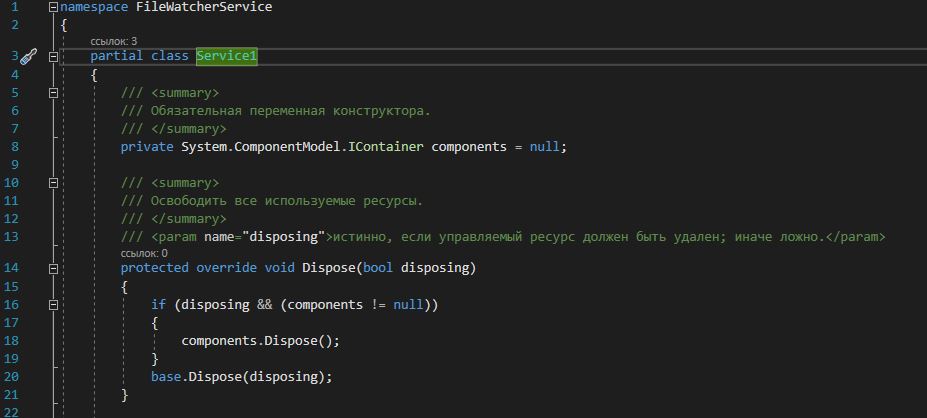 1 namespace FileWatcherService
2 {
ссылок: 3
3 partial class Service1
4 {
5 /// <summary>
6 /// Обязательная переменная конструктора.
7 /// </summary>
8 private System.ComponentModel.IContainer components = null;
9
10 /// <summary>
11 /// Освободить все используемые ресурсы.
12 /// </summary>
13 /// <param name="disposing">истинно, если управляемый ресурс должен быть удален; иначе ложно.</param>
ссылок: 0
14 protected override void Dispose(bool disposing)
15 {
16 if (disposing && (components != null))
17 {
18 components.Dispose();
19 }
20 base.Dispose(disposing);
21 }
22